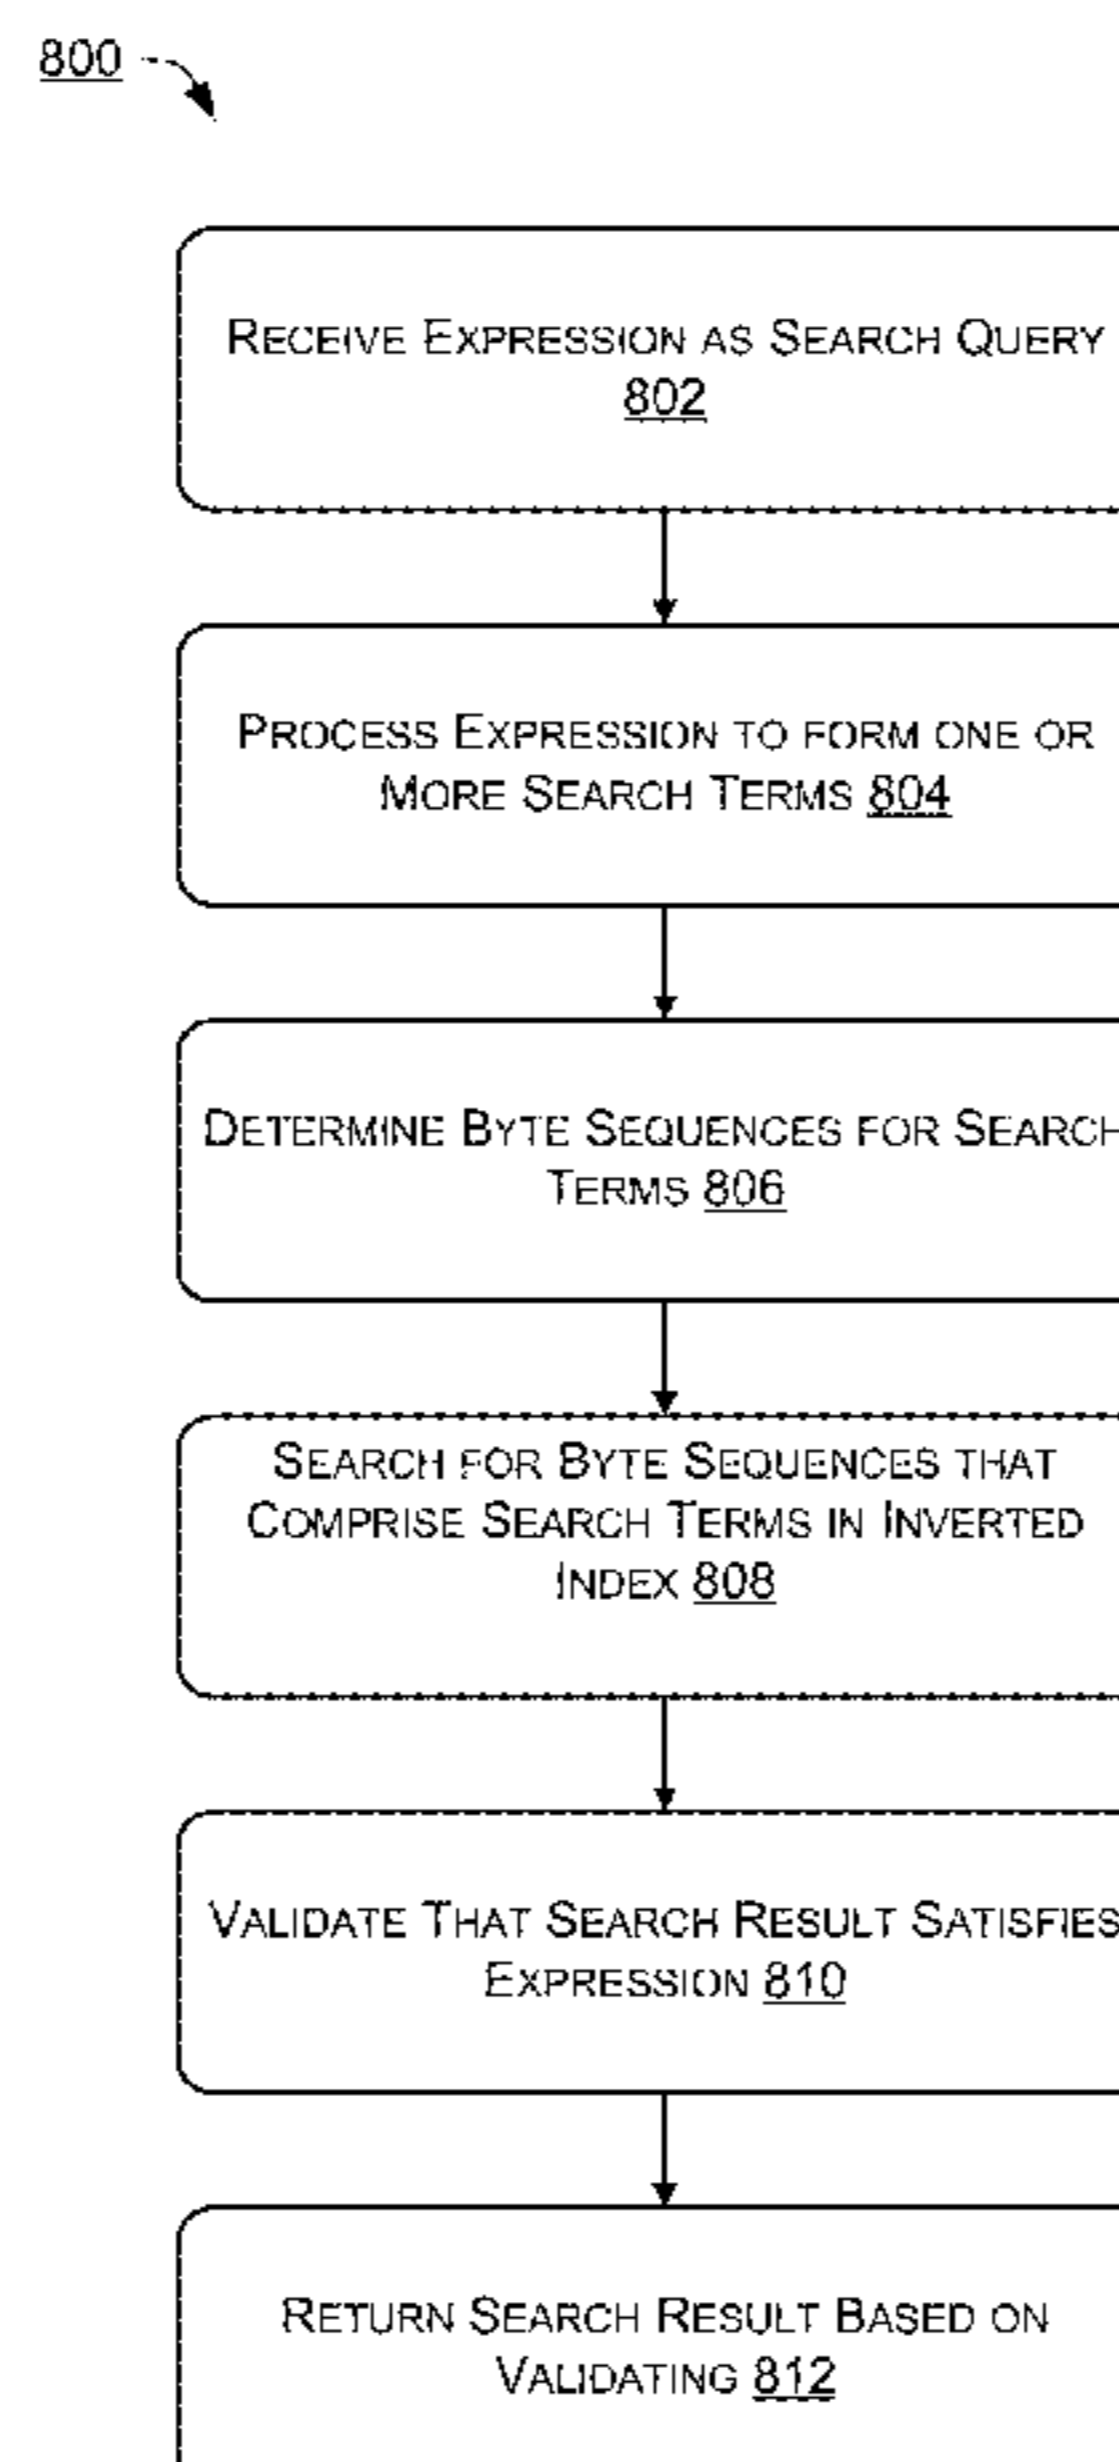 800
RECEIVE EXPRESSION AS SEARCH QUERY
802
PROCESS EXPRESSION TO FORM ONE OR
MORE SEARCH TERMS 804
DETERMINE BYTE SEQUENCES FOR SEARCH
TERMS 806
SEARCH FOR BYTE SEQUENCES THAT
COMPRISE SEARCH TERMS IN INVERTED
INDEX 808
VALIDATE THAT SEARCH RESULT SATISFIES
EXPRESSION 810
RETURN SEARCH RESULT BASED ON
VALIDATING 812